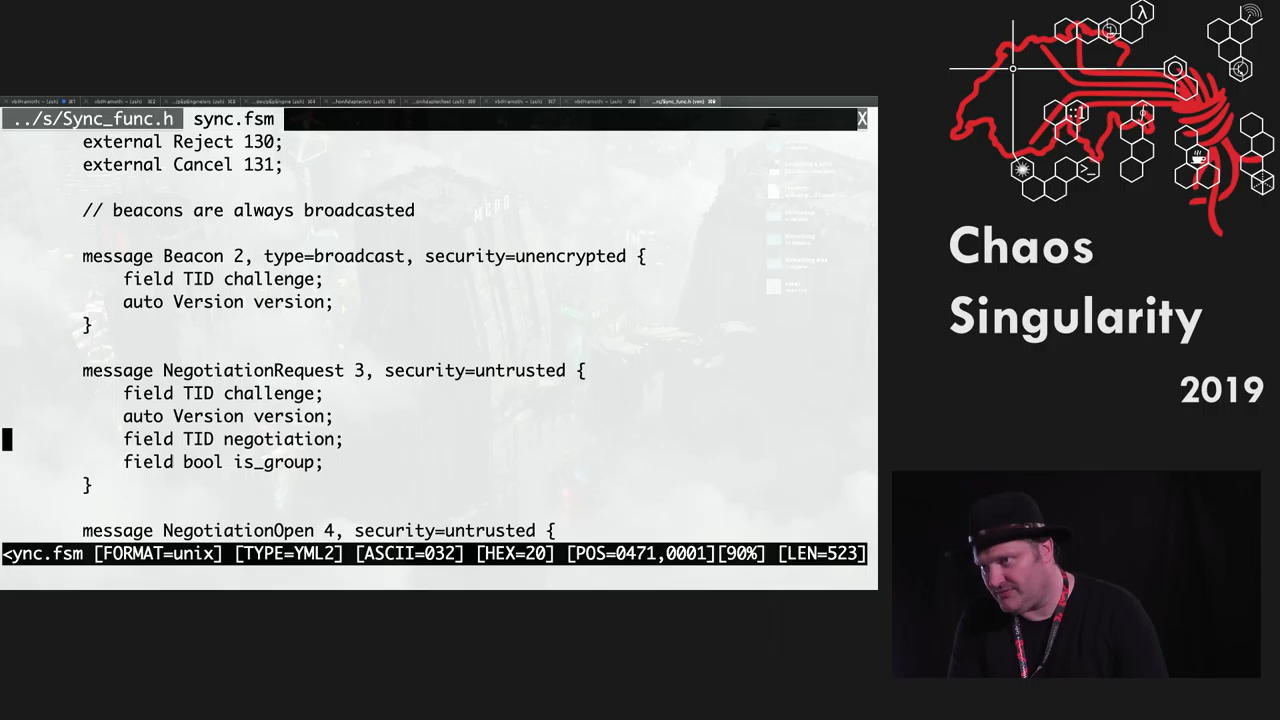 ../s/Sync_func.h sync.fsm X
external Reject 130;
external Cancel 131;
// beacons are always broadcasted
message Beacon 2, type=broadcast, security=unencrypted {
field TID challenge;
auto Version version;
}
message NegotiationRequest 3, security=untrusted {
field TID challenge;
auto Version version;
field TID negotiation;
field bool is_group;
}
message NegotiationOpen 4, security=untrusted {
<ync.fsm [FORMAT=unix] [TYPE=YML2] [ASCII=032] [HEX=20] [POS=0471,0001][90%] [LEN=523]
Chaos
Singularity
2019